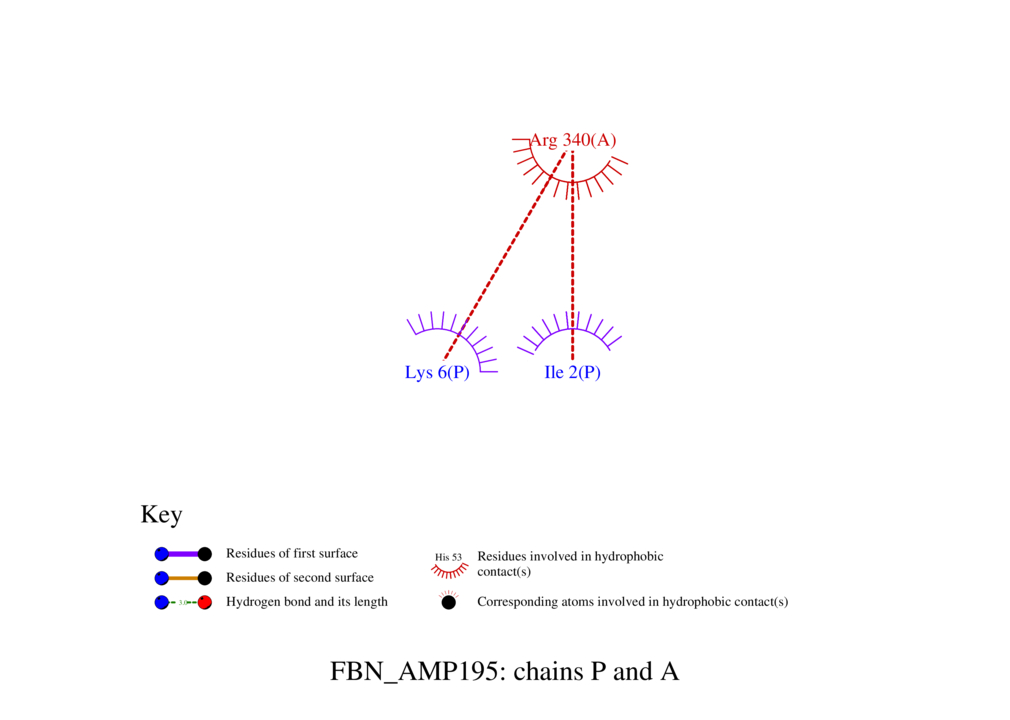 Arg 340(A)
Lys 6(P)
Ile 2(P)
Key
Residues of first surface
Residues of second surface
3.0
Hydrogen bond and its length
His 53
Residues involved in hydrophobic
contact(s)
Corresponding atoms involved in hydrophobic contact(s)
FBN_AMP195: chains P and A